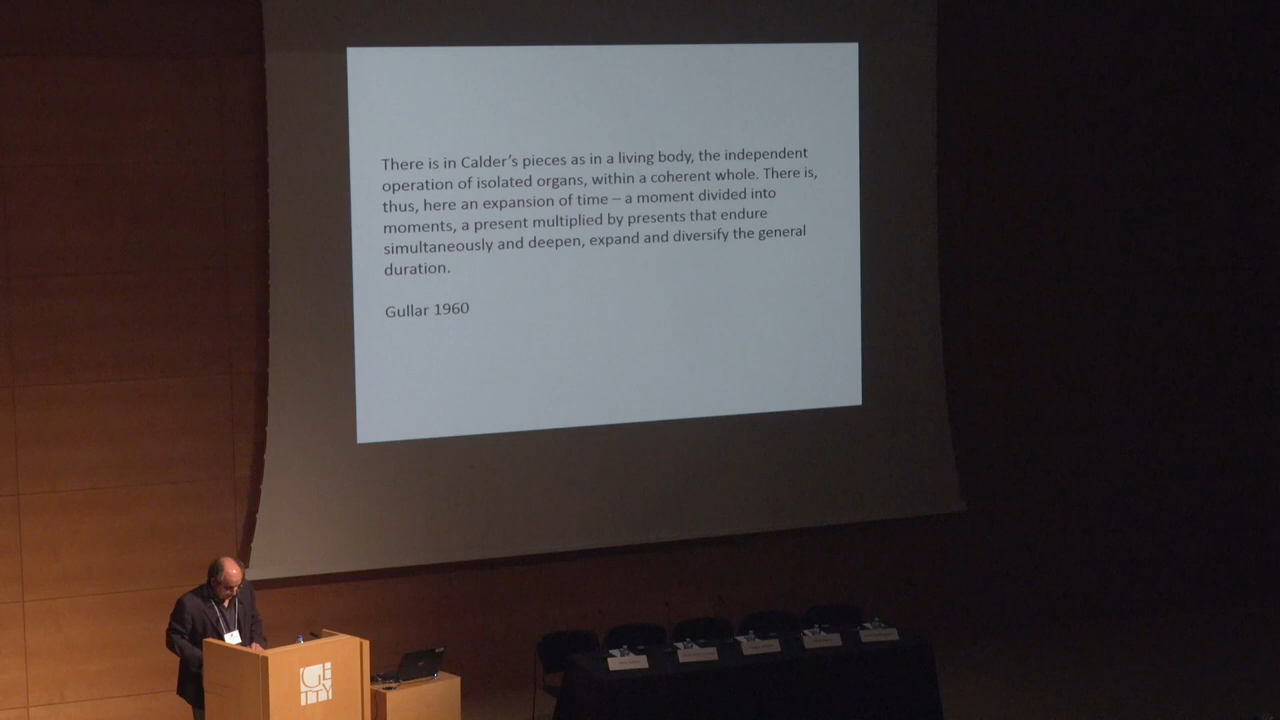 There is in Calder's pieces as in a living body, the independent
operation of isolated organs, within a coherent whole. There is,
thus, here an expansion of time – a moment divided into
moments, a present multiplied by presents that endure
simultaneously and deepen, expand and diversify the general
duration.
Gullar 1960
GE
TTY